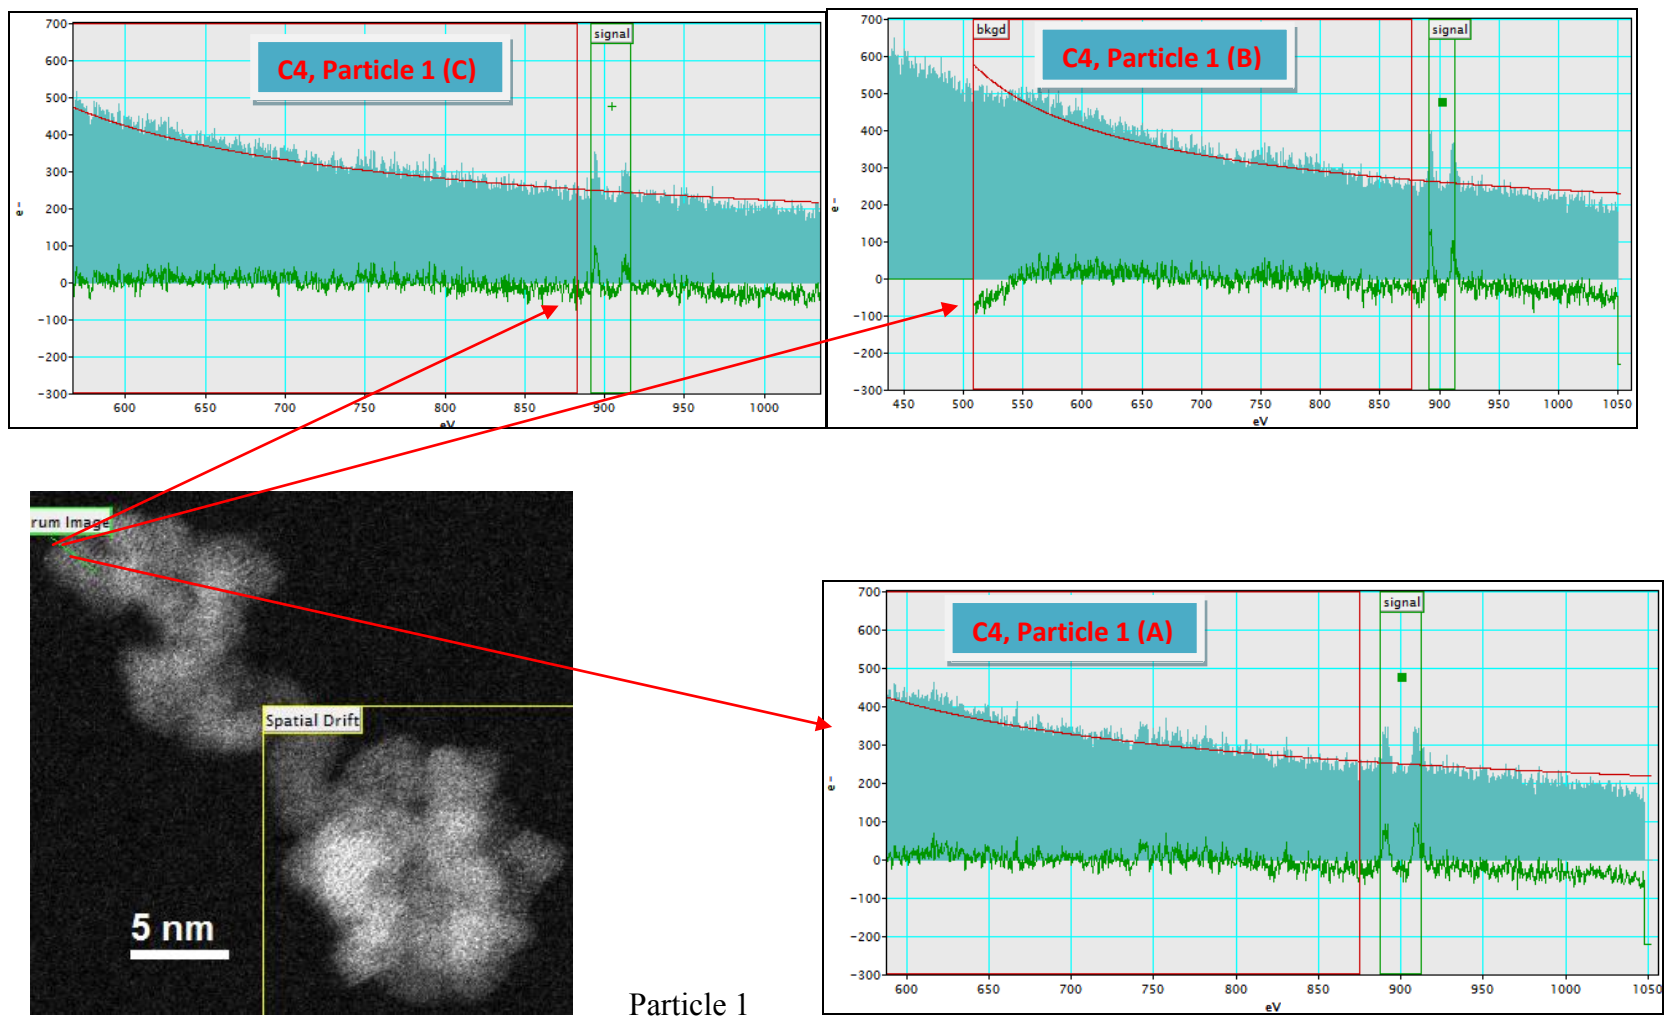 700
600
500
400
300
200
100
0
−100
−200
−300
e-
600 650 700 750 800 850 900 950 1000
eV
signal
C4, Particle 1 (C)
700
600
500
400
300
200
100
0
−100
−200
−300
e-
450 500 550 600 650 700 750 800 850 900 950 1000 1050
eV
bkgd
signal
C4, Particle 1 (B)
rum Image
Spatial Drift
5 nm
Particle 1
700
600
500
400
300
200
100
0
−100
−200
−300
e-
600 650 700 750 800 850 900 950 1000 1050
eV
signal
C4, Particle 1 (A)